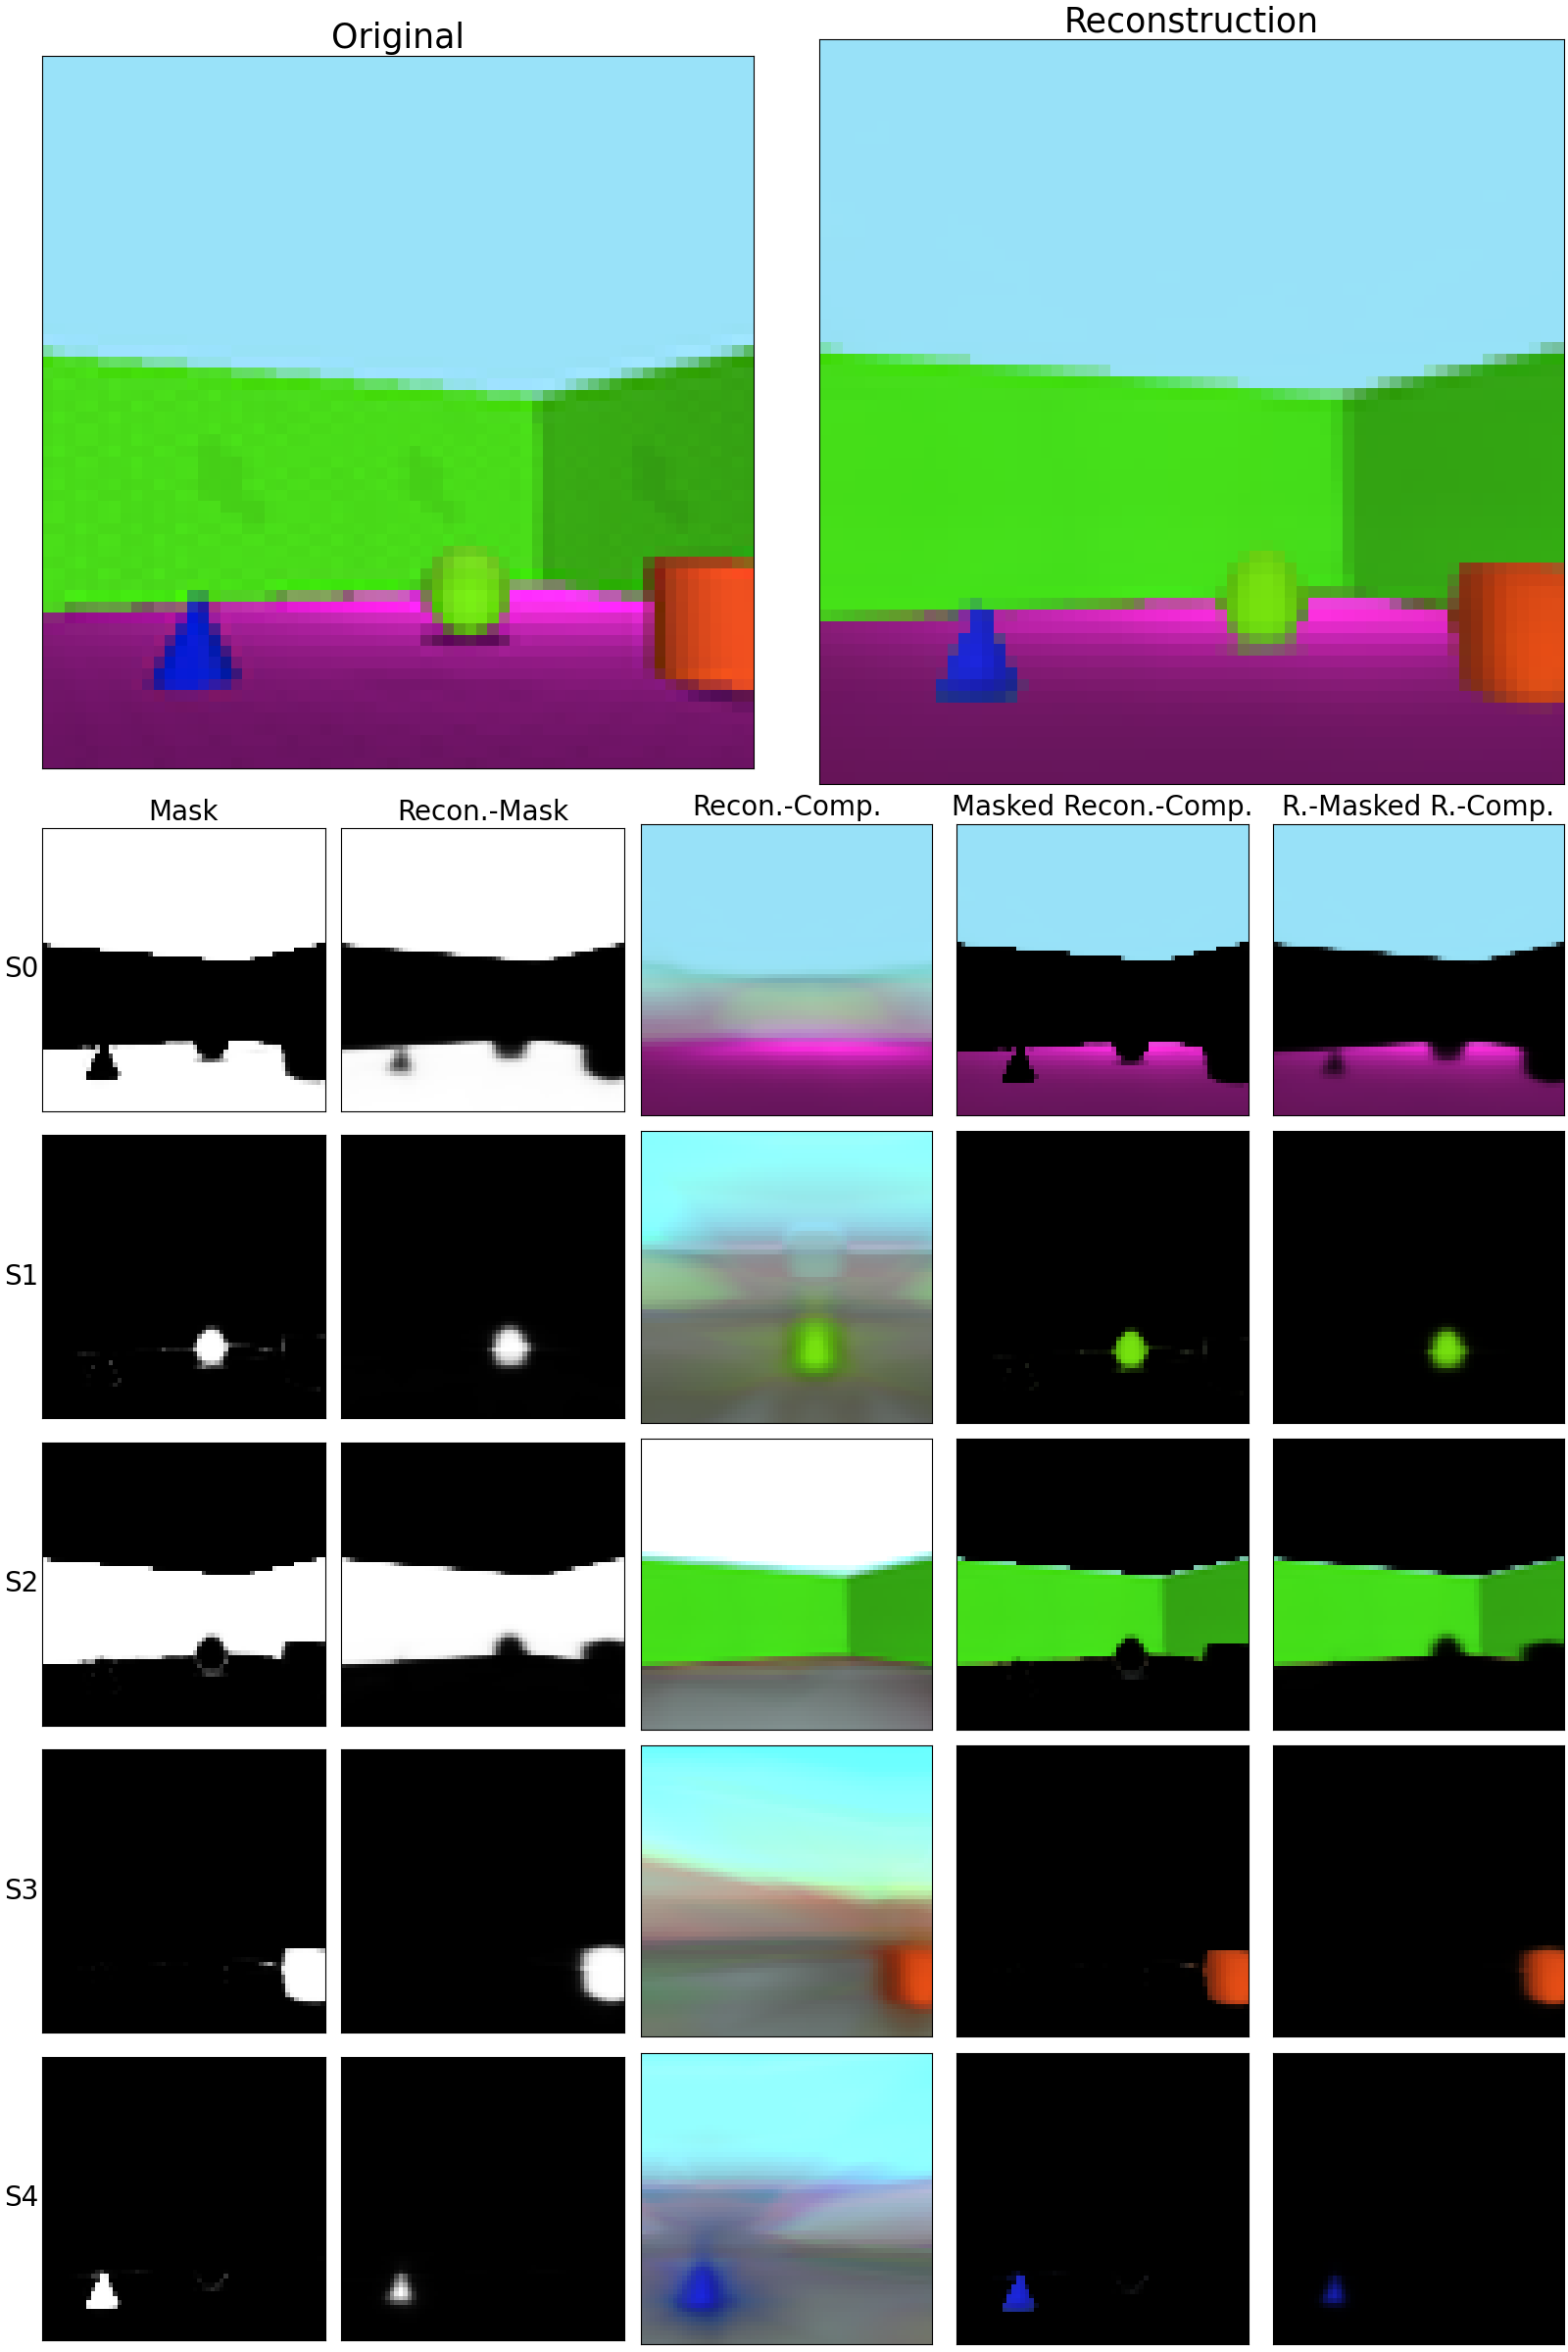 Original
Reconstruction
Mask
Recon.-Mask
Recon.-Comp.
Masked Recon.-Comp.
R.-Masked R.-Comp.
S0
S1
S2
S3
S4